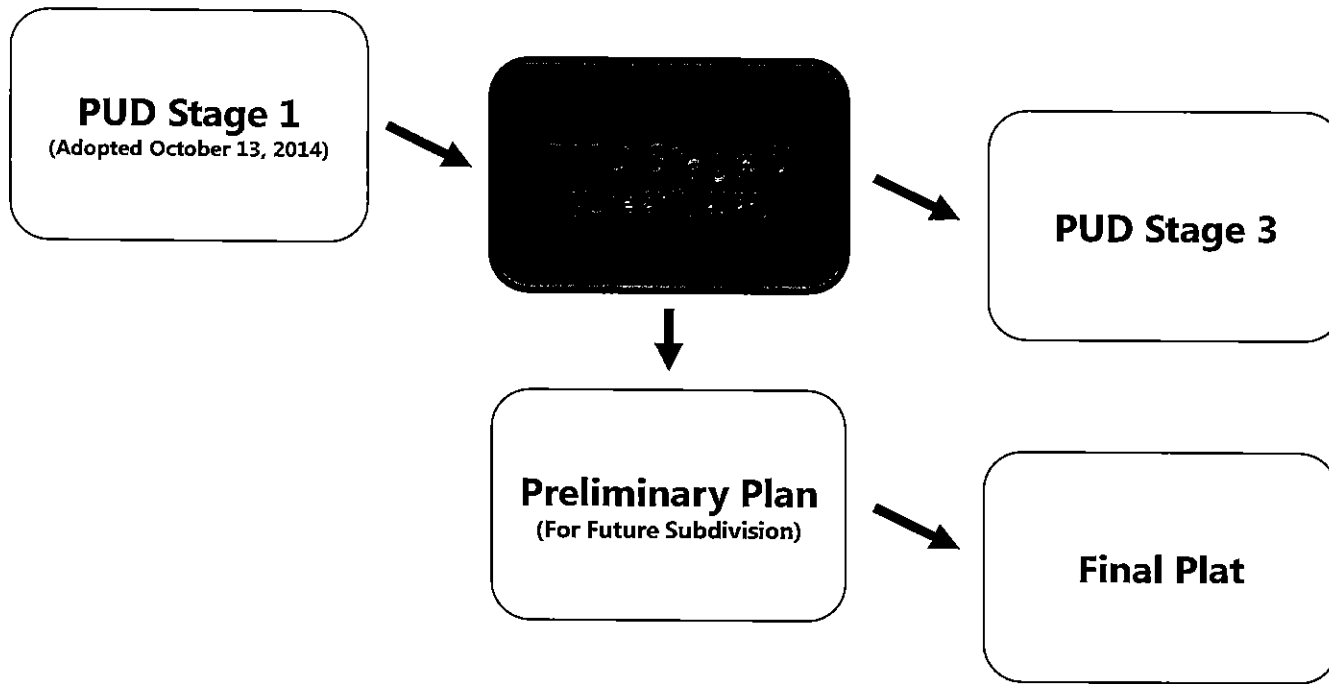 PUD Stage 1
(Adopted October 13, 2014)
PUD Stage 3
Preliminary Plan
(For Future Subdivision)
Final Plat